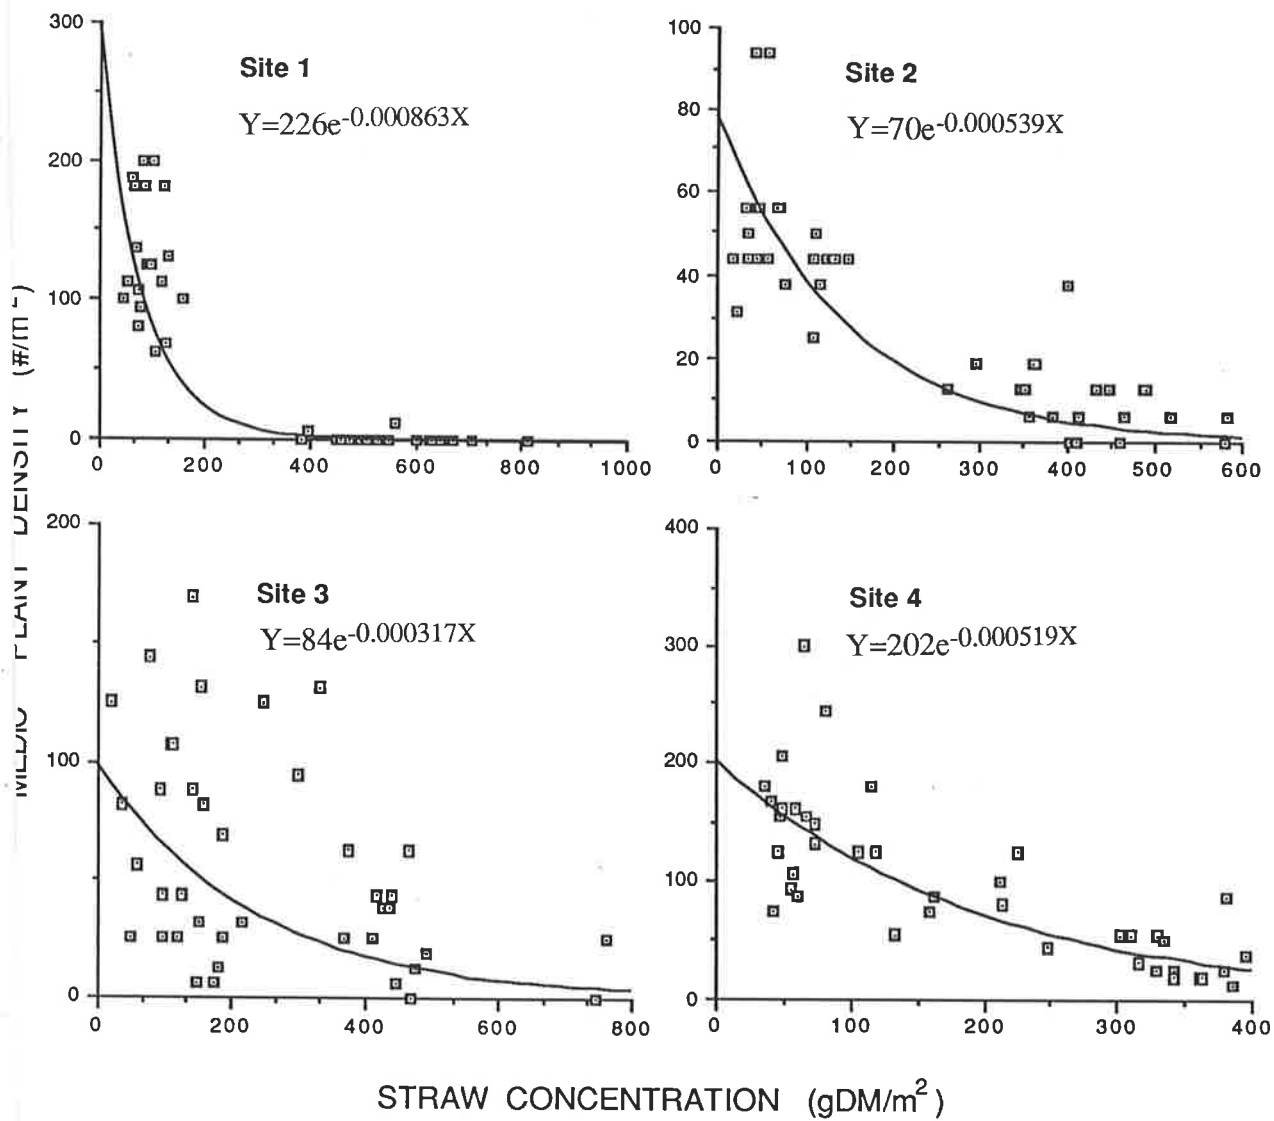 Site 1
Y=226e-0.000863X
300
200
100
0
0 200 400 600 800 1000
Site 2
Y=70e-0.000539X
100
80
60
40
20
0
0 100 200 300 400 500 600
Site 3
Y=84e-0.000317X
200
100
0
0 200 400 600 800
Site 4
Y=202e-0.000519X
400
300
200
100
0
0 100 200 300 400
MEDIC PLANT DENSITY (#/m
STRAW CONCENTRATION (gDM/m2)